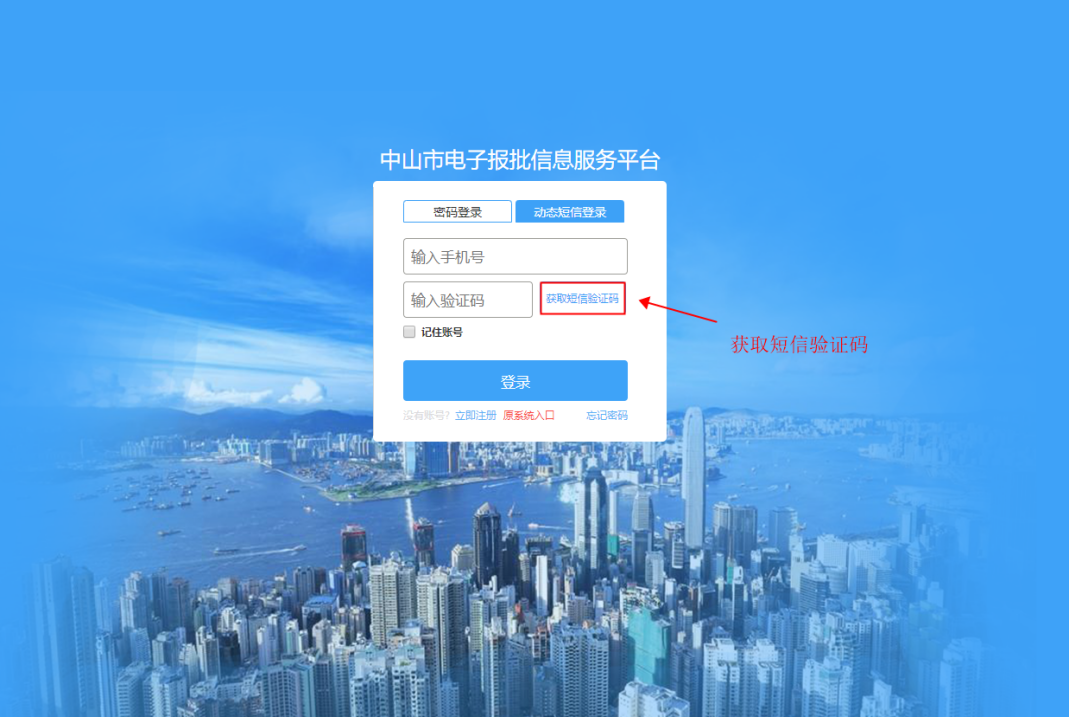 中山市电子报批信息服务平台
密码登录 动态短信登录
输入手机号
输入验证码 获取短信验证码
获取短信验证码
记住账号
登录
没有账号? 立即注册 原系统入口 忘记密码